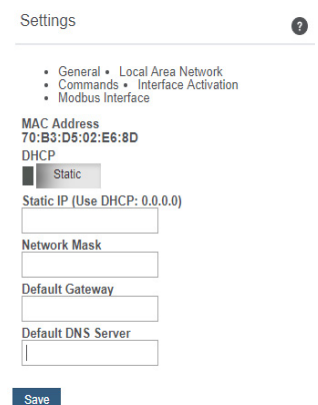 Settings
?
• General • Local Area Network
• Commands • Interface Activation
• Modbus Interface
MAC Address
70:B3:D5:02:E6:8D
DHCP
Static
Static IP (Use DHCP: 0.0.0.0)
Network Mask
Default Gateway
Default DNS Server
Save